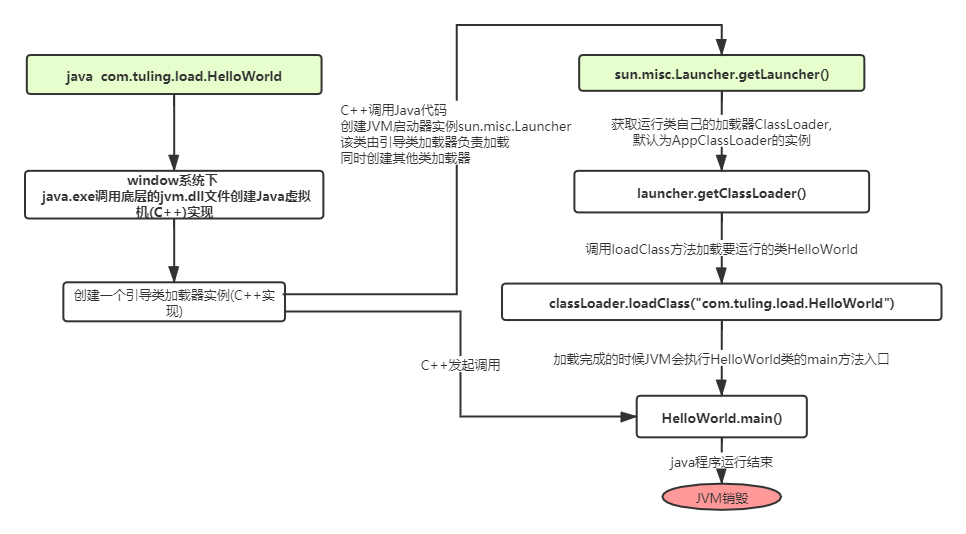 java com.tuling.load.HelloWorld
window系统下
java.exe调用底层的jvm.dll文件创建Java虚拟
机(C++)实现
创建一个引导类加载器实例(C++实
现)
C++调用Java代码
创建JVM启动器实例sun.misc.Launcher
该类由引导类加载器负责加载
同时创建其他类加载器
C++发起调用
sun.misc.Launcher.getLauncher()
获取运行类自己的加载器ClassLoader,
默认为AppClassLoader的实例
launcher.getClassLoader()
调用loadClass方法加载要运行的类HelloWorld
classLoader.loadClass("com.tuling.load.HelloWorld")
加载完成的时候JVM会执行HelloWorld类的main方法入口
HelloWorld.main()
java程序运行结束
JVM销毁